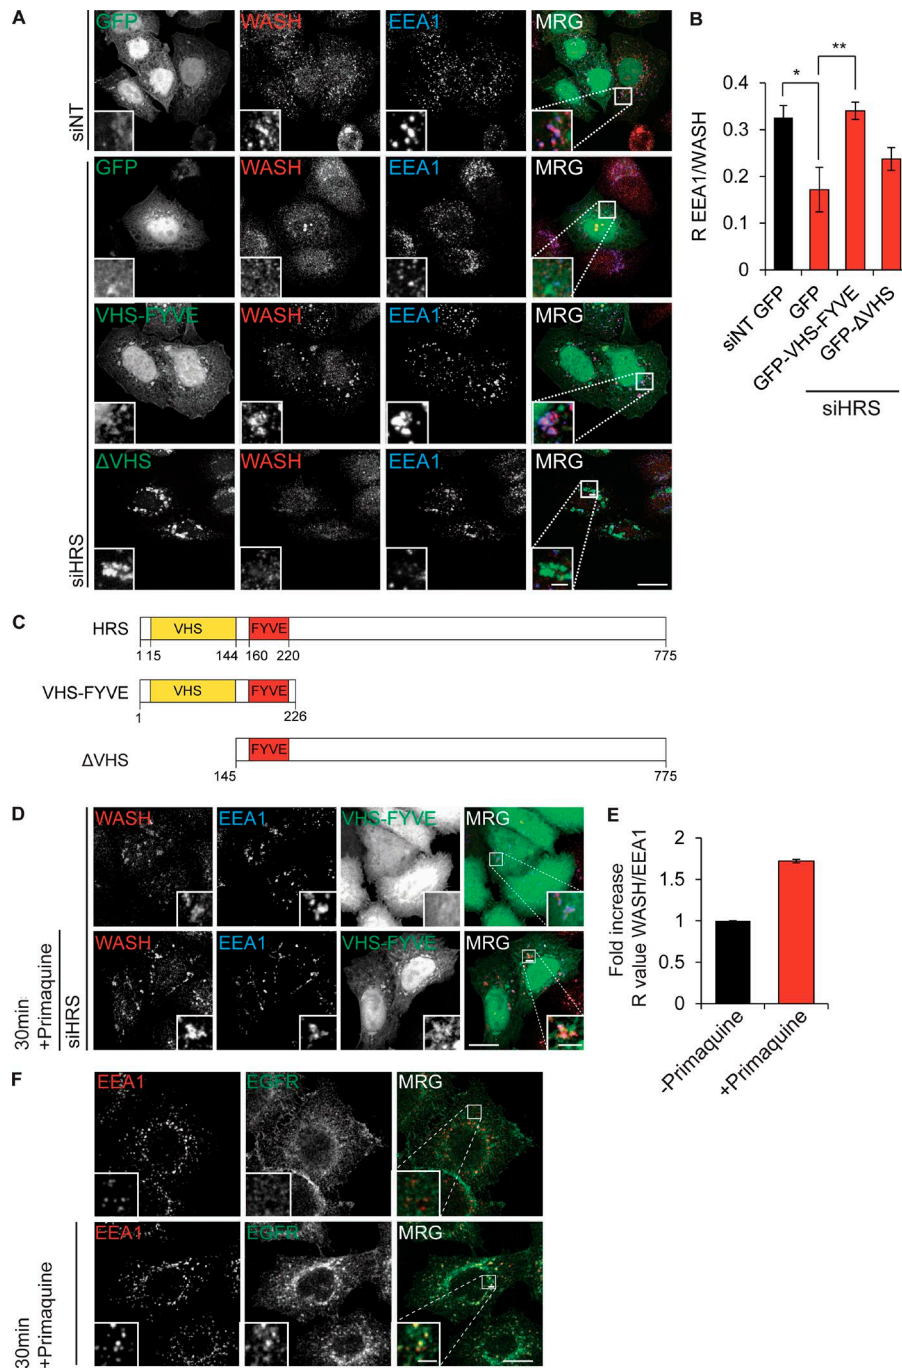 A
GFP WASH EEA1 MRG
siNT
GFP WASH EEA1 MRG
VHS-FYVE WASH EEA1 MRG
ΔVHS WASH EEA1 MRG
siHRS
B
* **
R EEA1/WASH
0.4
0.3
0.2
0.1
0
siNT GFP
GFP
GFP-VHS-FYVE
GFP-ΔVHS
siHRS
C
HRS VHS FYVE
1 15 144 160 220 775
VHS-FYVE VHS FYVE
1 226
ΔVHS FYVE
145 775
D
WASH EEA1 VHS-FYVE MRG
WASH EEA1 VHS-FYVE MRG
30min
+Primaquine
siHRS
E
Fold increase
R value WASH/EEA1
2
1.5
1
0.5
0
-Primaquine
+Primaquine
F
EEA1 EGFR MRG
EEA1 EGFR MRG
30min
+Primaquine